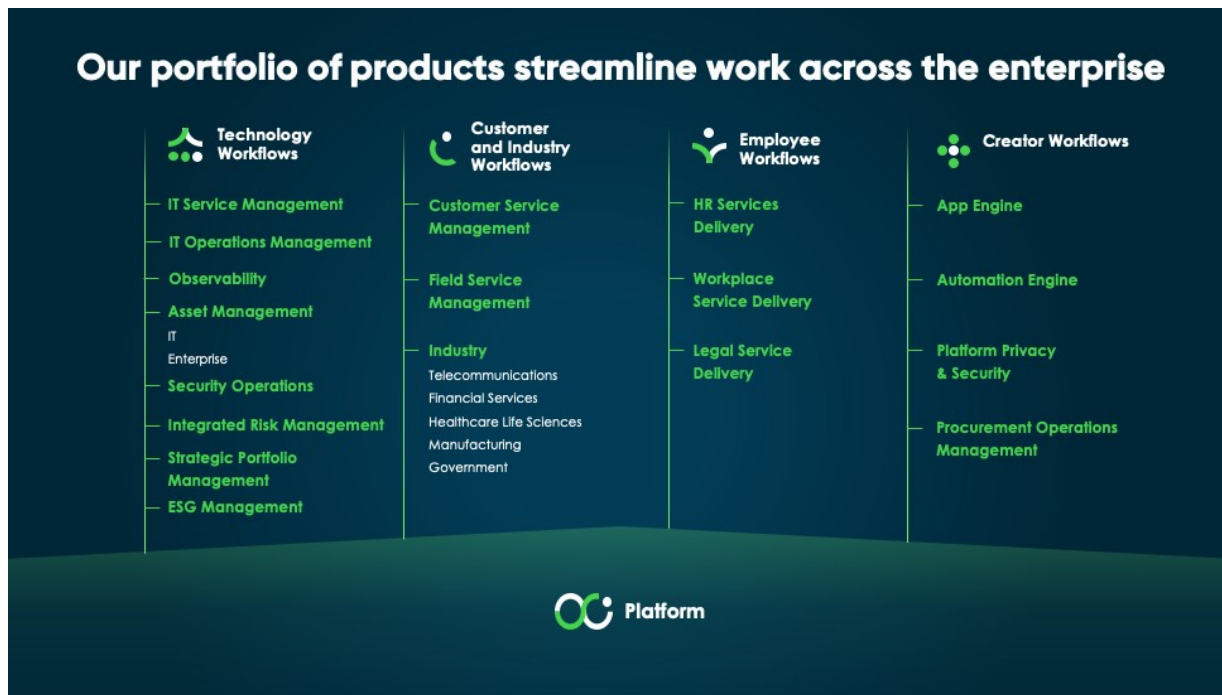 Our portfolio of products streamline work across the enterprise
Technology
Workflows
IT Service Management
IT Operations Management
Observability
Asset Management
IT
Enterprise
Security Operations
Integrated Risk Management
Strategic Portfolio
Management
ESG Management
Customer
and Industry
Workflows
Customer Service
Management
Field Service
Management
Industry
Telecommunications
Financial Services
Healthcare Life Sciences
Manufacturing
Government
Employee
Workflows
HR Services
Delivery
Workplace
Service Delivery
Legal Service
Delivery
Creator Workflows
App Engine
Automation Engine
Platform Privacy
& Security
Procurement Operations
Management
Platform